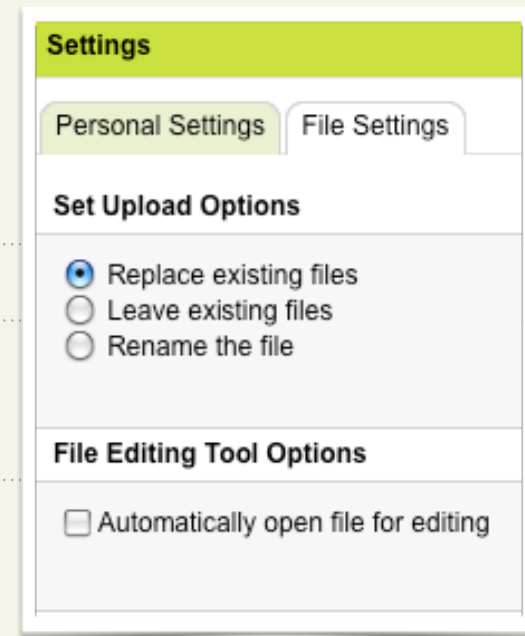 Settings
Personal Settings File Settings
Set Upload Options
Replace existing files
Leave existing files
Rename the file
File Editing Tool Options
Automatically open file for editing